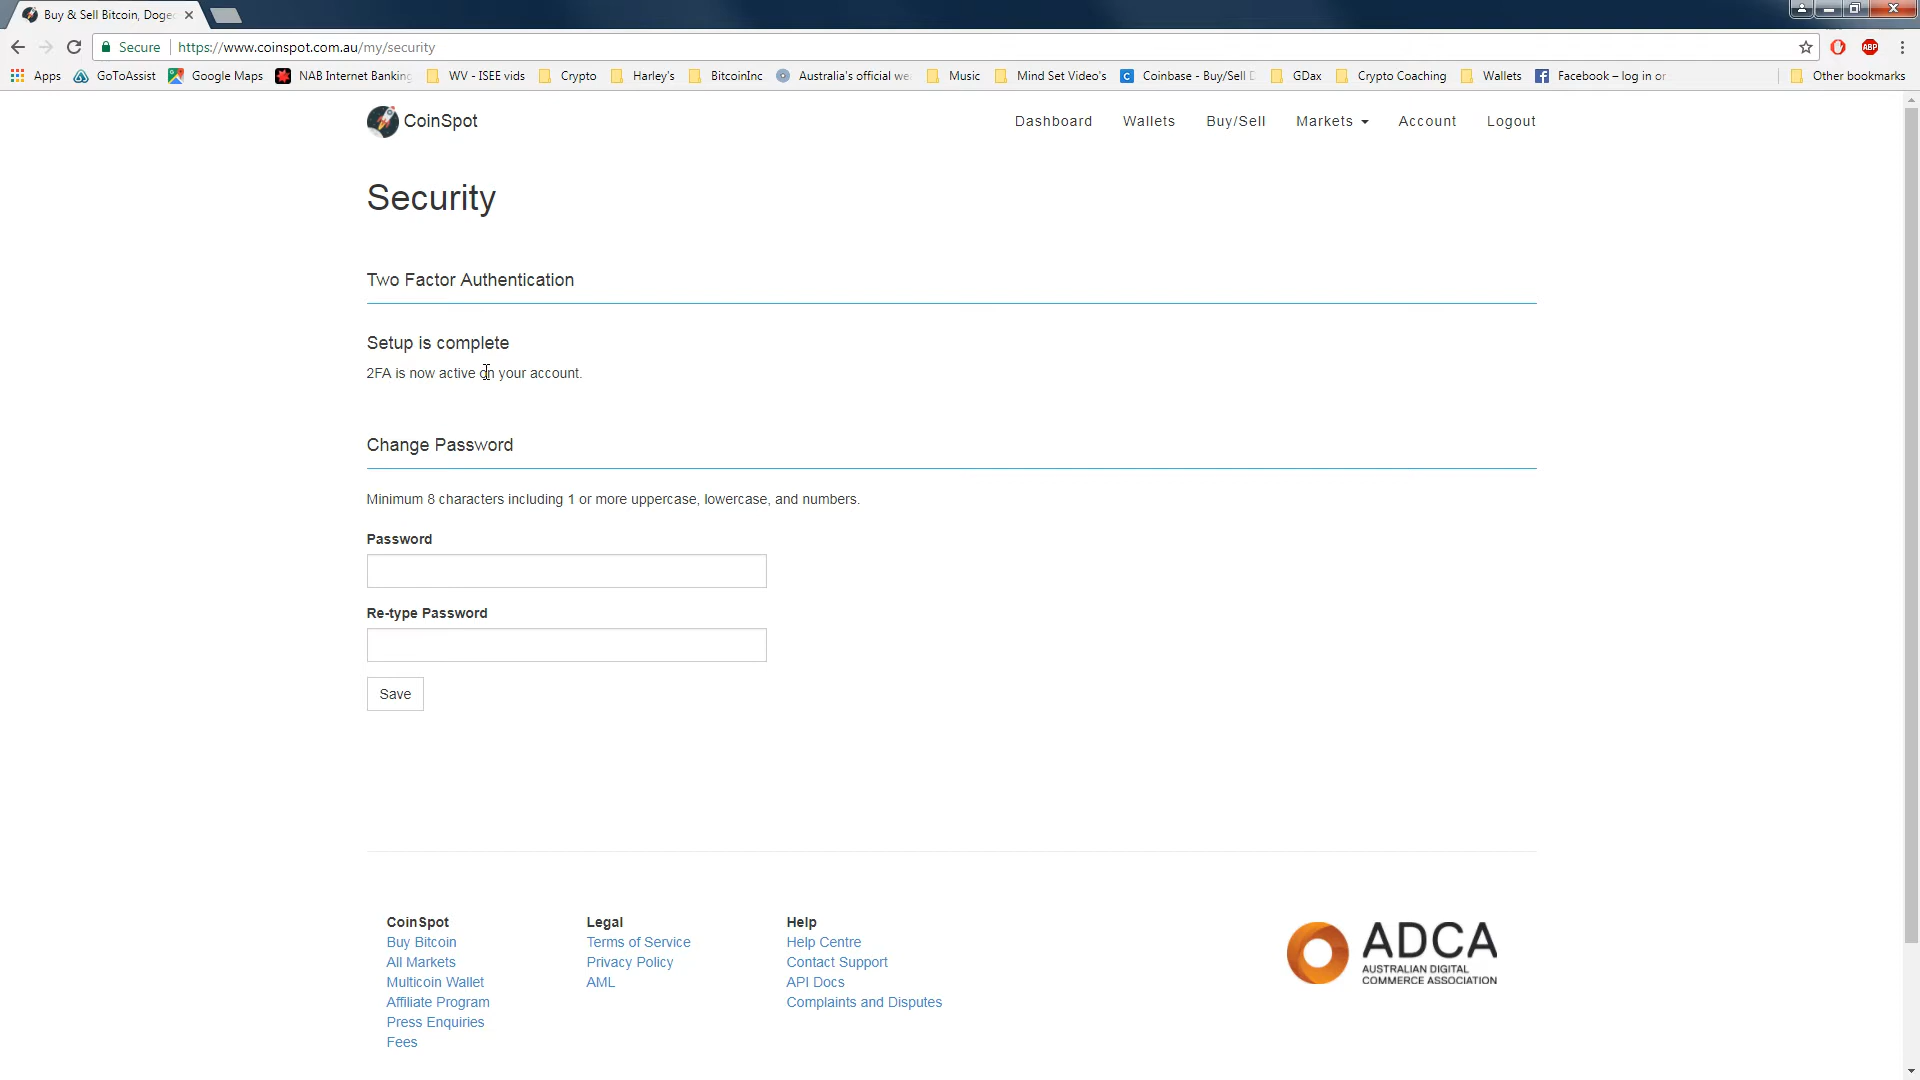 Buy & Sell Bitcoin, Doge
Secure https://www.coinspot.com.au/my/security ABP
Apps GoToAssist Google Maps NAB Internet Banking WV - ISEE vids Crypto Harley's BitcoinInc Australia's official we Music Mind Set Video's C Coinbase - Buy/Sell D GDax Crypto Coaching Wallets Facebook – log in or Other bookmarks
CoinSpot Dashboard Wallets Buy/Sell Markets Account Logout
Security
Two Factor Authentication
Setup is complete
2FA is now active on your account.
Change Password
Minimum 8 characters including 1 or more uppercase, lowercase, and numbers.
Password
Re-type Password
Save
CoinSpot Legal Help
Buy Bitcoin Terms of Service Help Centre
All Markets Privacy Policy Contact Support
Multicoin Wallet AML API Docs
Affiliate Program Complaints and Disputes
Press Enquiries
Fees
ADCA
AUSTRALIAN DIGITAL
COMMERCE ASSOCIATION